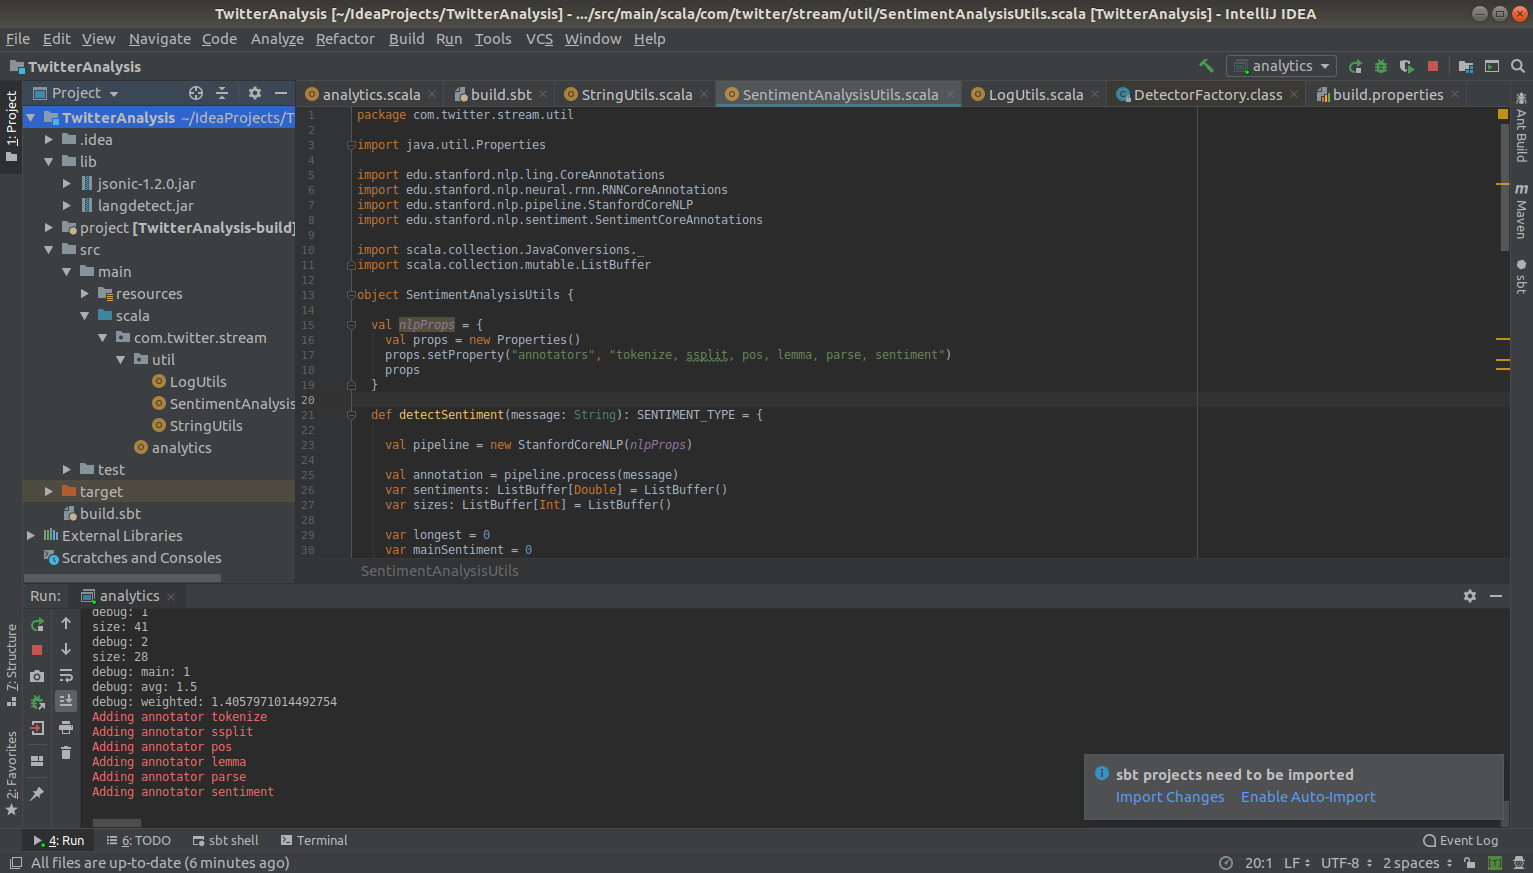 TwitterAnalysis [~/IdeaProjects/TwitterAnalysis] - .../src/main/scala/com/twitter/stream/util/SentimentAnalysisUtils.scala [TwitterAnalysis] - IntelliJ IDEA
File Edit View Navigate Code Analyze Refactor Build Run Tools VCS Window Help
TwitterAnalysis
analytics
1: Project
Project
analytics.scala
build.sbt
StringUtils.scala
SentimentAnalysisUtils.scala
LogUtils.scala
DetectorFactory.class
build.properties
TwitterAnalysis ~/IdeaProjects/T
.idea
lib
jsonic-1.2.0.jar
langdetect.jar
project [TwitterAnalysis-build]
src
main
resources
scala
com.twitter.stream
util
LogUtils
SentimentAnalysis
StringUtils
analytics
test
target
build.sbt
External Libraries
Scratches and Consoles
1 package com.twitter.stream.util
2
3 import java.util.Properties
4
5 import edu.stanford.nlp.ling.CoreAnnotations
6 import edu.stanford.nlp.neural.rnn.RNNCoreAnnotations
7 import edu.stanford.nlp.pipeline.StanfordCoreNLP
8 import edu.stanford.nlp.sentiment.SentimentCoreAnnotations
9
10 import scala.collection.JavaConversions._
11 import scala.collection.mutable.ListBuffer
12
13 object SentimentAnalysisUtils {
14
15 val nlpProps = {
16 val props = new Properties()
17 props.setProperty("annotators", "tokenize, ssplit, pos, lemma, parse, sentiment")
18 props
19 }
20
21 def detectSentiment(message: String): SENTIMENT_TYPE = {
22
23 val pipeline = new StanfordCoreNLP(nlpProps)
24
25 val annotation = pipeline.process(message)
26 var sentiments: ListBuffer[Double] = ListBuffer()
27 var sizes: ListBuffer[Int] = ListBuffer()
28
29 var longest = 0
30 var mainSentiment = 0
SentimentAnalysisUtils
Ant Build
m Maven
sbt
7: Structure
2: Favorites
Run: analytics
debug: 1
size: 41
debug: 2
size: 28
debug: main: 1
debug: avg: 1.5
debug: weighted: 1.4057971014492754
Adding annotator tokenize
Adding annotator ssplit
Adding annotator pos
Adding annotator lemma
Adding annotator parse
Adding annotator sentiment
sbt projects need to be imported
Import Changes Enable Auto-Import
4: Run 6: TODO sbt shell Terminal Event Log
All files are up-to-date (6 minutes ago) 20:1 LF UTF-8 2 spaces [T]